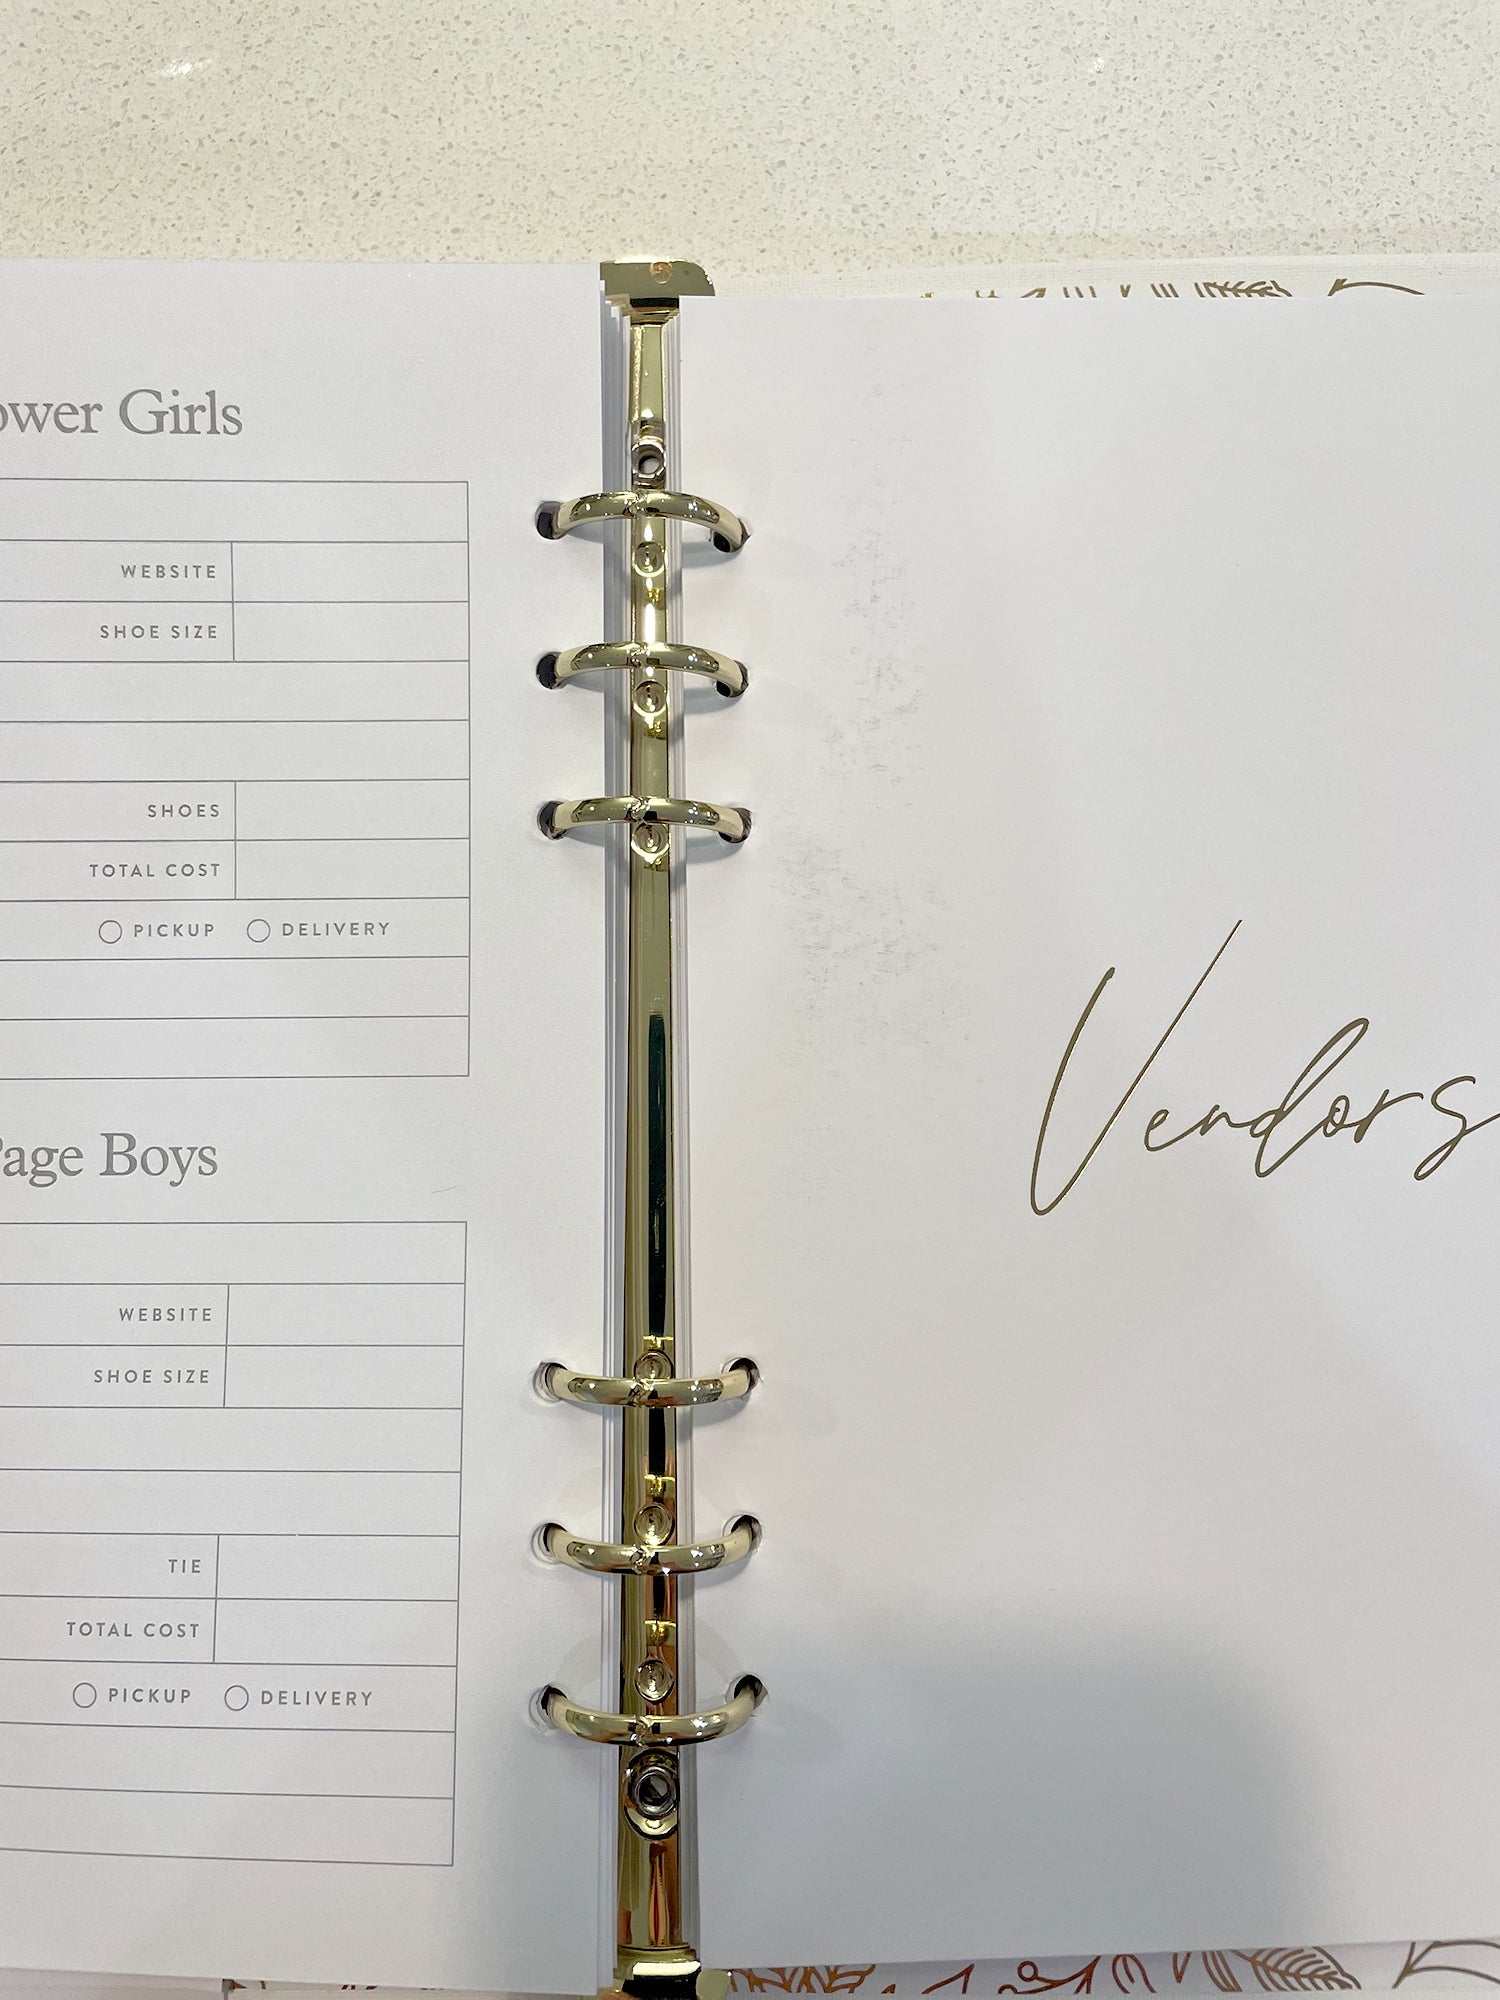 Girls
WEBSITE
SHOE SIZE
SHOES
TOTAL COST
PICKUP DELIVERY
Page Boys
WEBSITE
SHOE SIZE
TIE
TOTAL COST
PICKUP DELIVERY
Vendors